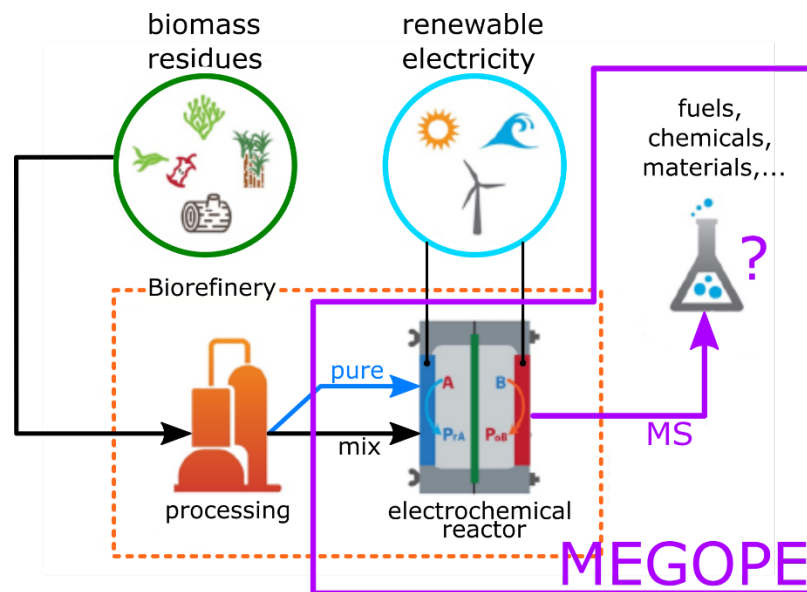 biomass
residues
renewable
electricity
fuels,
chemicals,
materials,...
?
Biorefinery
pure
mix
A
B
PrA
PoB
MS
processing
electrochemical
reactor
MEGOPE